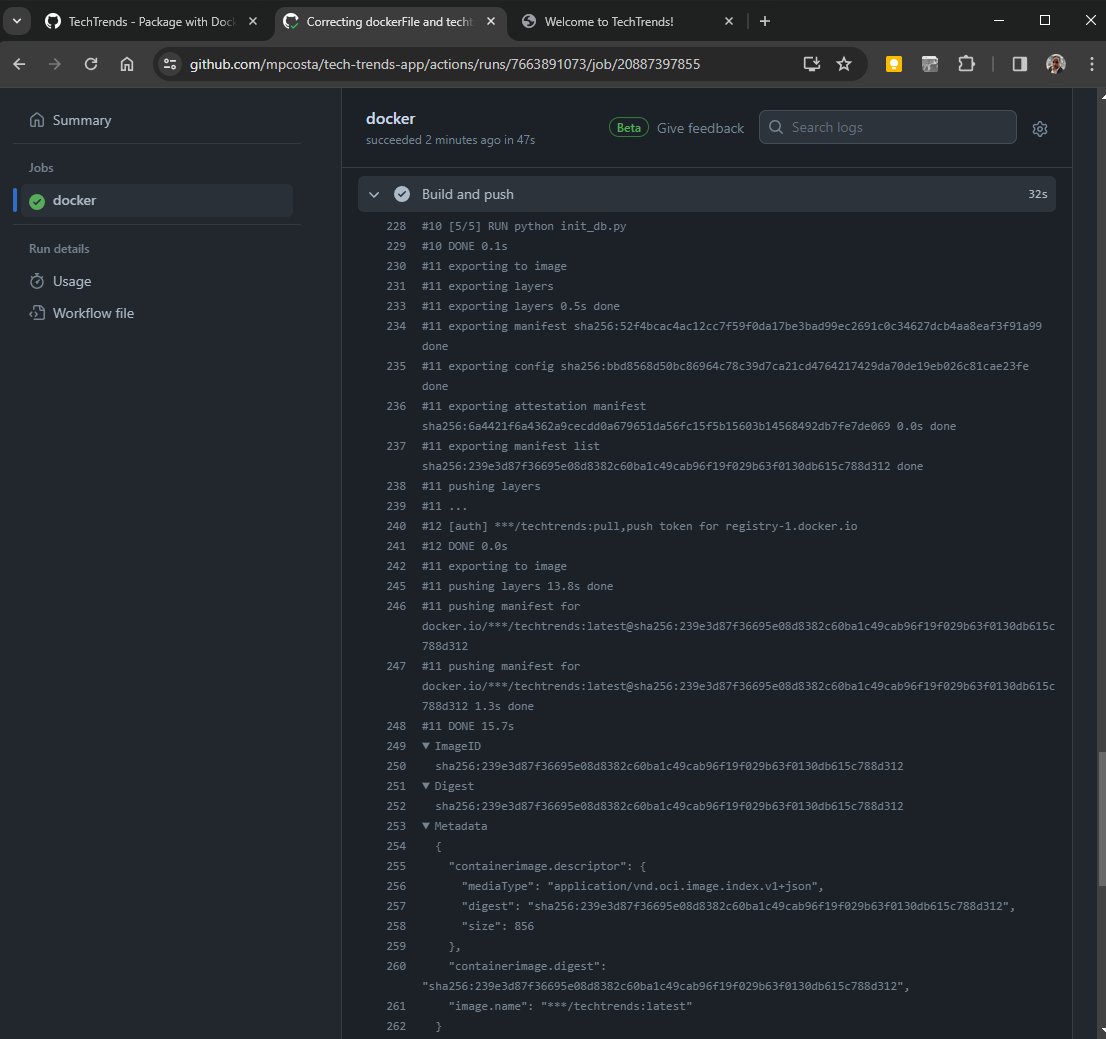 TechTrends - Package with Dock
Correcting dockerFile and techt
Welcome to TechTrends!
github.com/mpcosta/tech-trends-app/actions/runs/7663891073/job/20887397855
Summary
Jobs
docker
Run details
Usage
Workflow file
docker
succeeded 2 minutes ago in 47s
Beta Give feedback
Search logs
Build and push
32s
228 #10 [5/5] RUN python init_db.py
229 #10 DONE 0.1s
230 #11 exporting to image
231 #11 exporting layers
233 #11 exporting layers 0.5s done
234 #11 exporting manifest sha256:52f4bcac4ac12cc7f59f0da17be3bad99ec2691c0c34627dcb4aa8eaf3f91a99
done
235 #11 exporting config sha256:bbd8568d50bc86964c78c39d7ca21cd4764217429da70de19eb026c81cae23fe
done
236 #11 exporting attestation manifest
sha256:6a4421f6a4362a9cecdd0a679651da56fc15f5b15603b14568492db7fe7de069 0.0s done
237 #11 exporting manifest list
sha256:239e3d87f36695e08d8382c60ba1c49cab96f19f029b63f0130db615c788d312 done
238 #11 pushing layers
239 #11 ...
240 #12 [auth] ***/techtrends:pull,push token for registry-1.docker.io
241 #12 DONE 0.0s
242 #11 exporting to image
245 #11 pushing layers 13.8s done
246 #11 pushing manifest for
docker.io/***/techtrends:latest@sha256:239e3d87f36695e08d8382c60ba1c49cab96f19f029b63f0130db615c
788d312
247 #11 pushing manifest for
docker.io/***/techtrends:latest@sha256:239e3d87f36695e08d8382c60ba1c49cab96f19f029b63f0130db615c
788d312 1.3s done
248 #11 DONE 15.7s
249 ▼ ImageID
250 sha256:239e3d87f36695e08d8382c60ba1c49cab96f19f029b63f0130db615c788d312
251 ▼ Digest
252 sha256:239e3d87f36695e08d8382c60ba1c49cab96f19f029b63f0130db615c788d312
253 ▼ Metadata
254 {
255 "containerimage.descriptor": {
256 "mediaType": "application/vnd.oci.image.index.v1+json",
257 "digest": "sha256:239e3d87f36695e08d8382c60ba1c49cab96f19f029b63f0130db615c788d312",
258 "size": 856
259 },
260 "containerimage.digest":
"sha256:239e3d87f36695e08d8382c60ba1c49cab96f19f029b63f0130db615c788d312",
261 "image.name": "***/techtrends:latest"
262 }